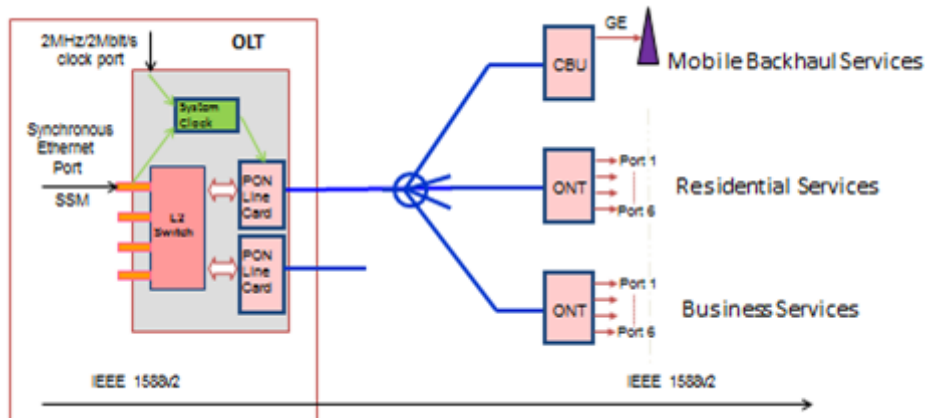 2MHz/2Mbit/s
clock port
OLT
System
Clock
Synchronous
Ethernet
Port
SSM
L2
Switch
PON
Line
Card
PON
Line
Card
GE
CBU
Mobile Backhaul Services
ONT
Port 1
Port 6
Residential Services
ONT
Port 1
Port 6
Business Services
IEEE 1588v2
IEEE 1588v2